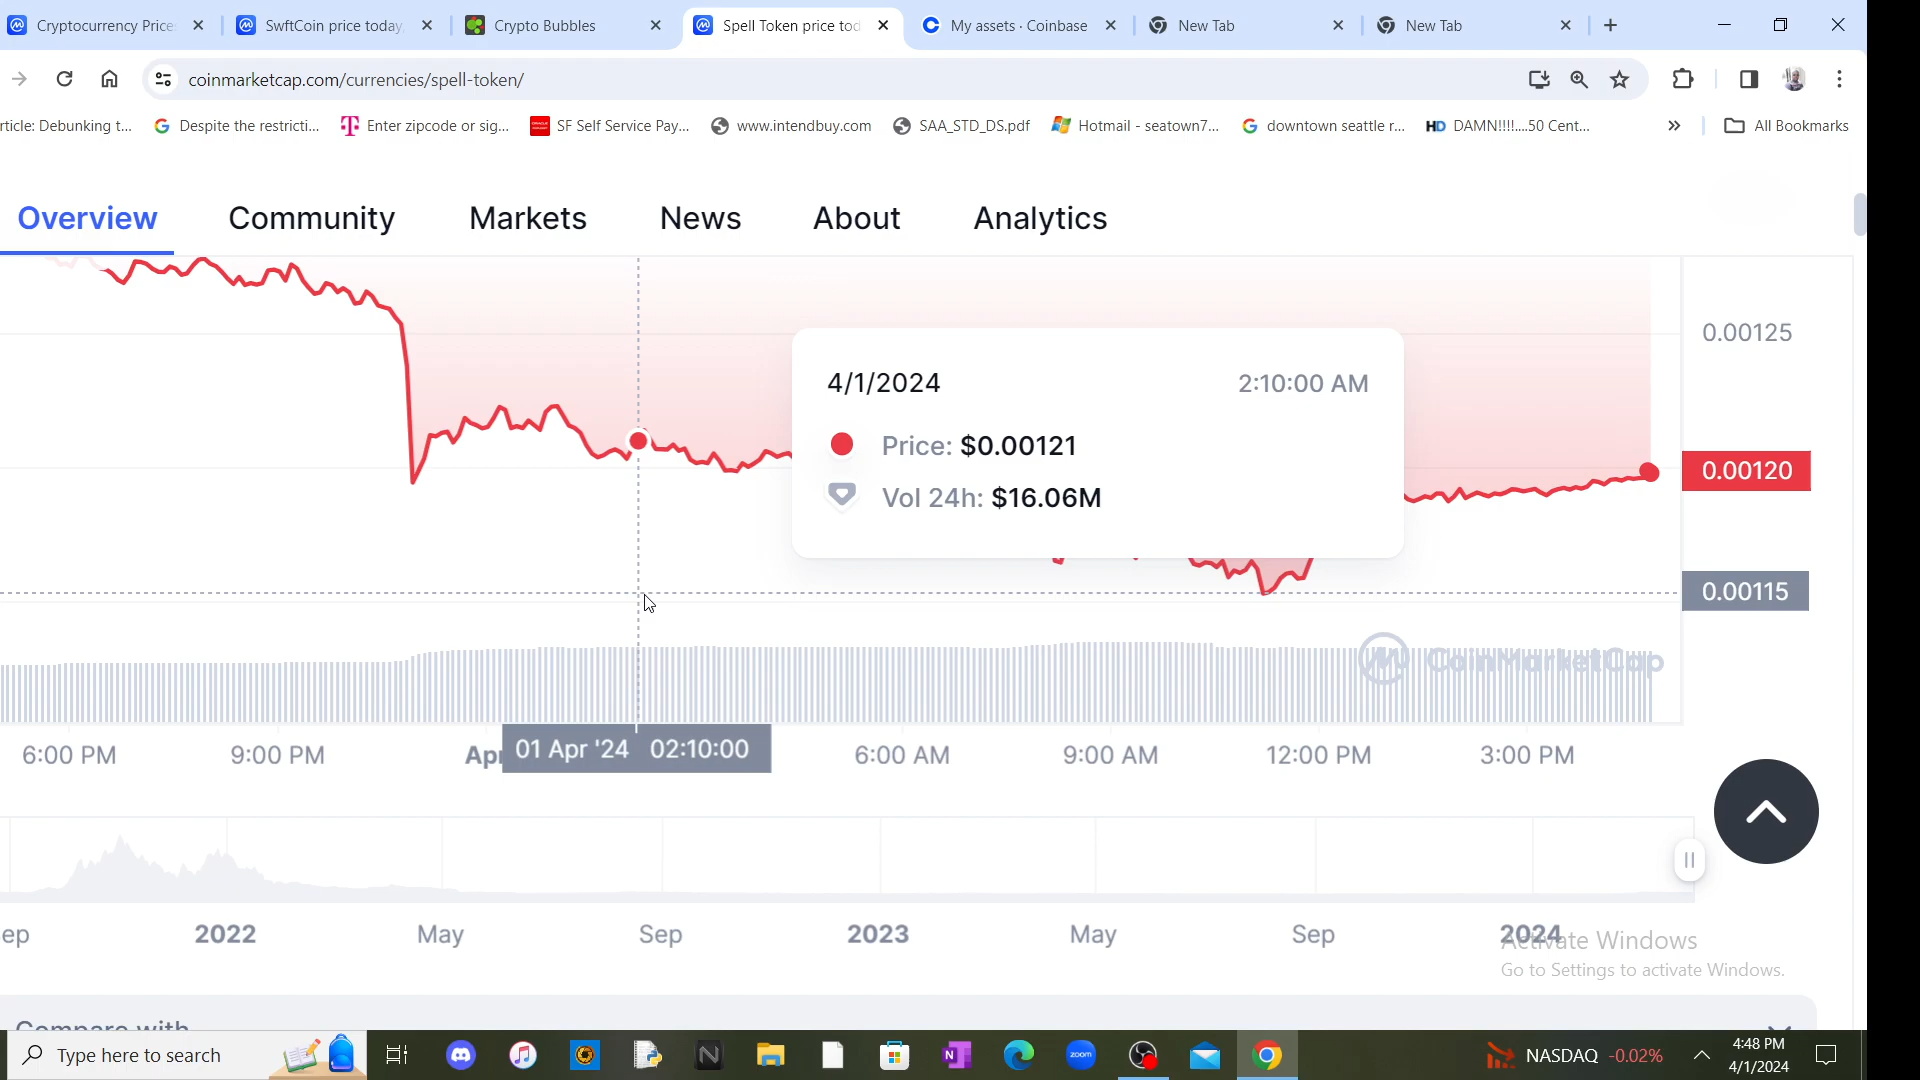 Cryptocurrency Prices
SwftCoin price today
Crypto Bubbles
Spell Token price tod
My assets · Coinbase
New Tab
New Tab
coinmarketcap.com/currencies/spell-token/
rticle: Debunking t...
Despite the restricti...
Enter zipcode or sig...
SF Self Service Pay...
www.intendbuy.com
SAA_STD_DS.pdf
Hotmail - seatown7...
downtown seattle r...
HD DAMN!!!!....50 Cent...
All Bookmarks
Overview
Community
Markets
News
About
Analytics
0.00125
4/1/2024
2:10:00 AM
Price: $0.00121
0.00120
Vol 24h: $16.06M
0.00115
CoinMarketCap
6:00 PM
9:00 PM
Apr
01 Apr '24 02:10:00
6:00 AM
9:00 AM
12:00 PM
3:00 PM
ep
2022
May
Sep
2023
May
Sep
2024
Activate Windows
Go to Settings to activate Windows.
Compare with
Type here to search
zoom
NASDAQ -0.02%
4:48 PM
4/1/2024